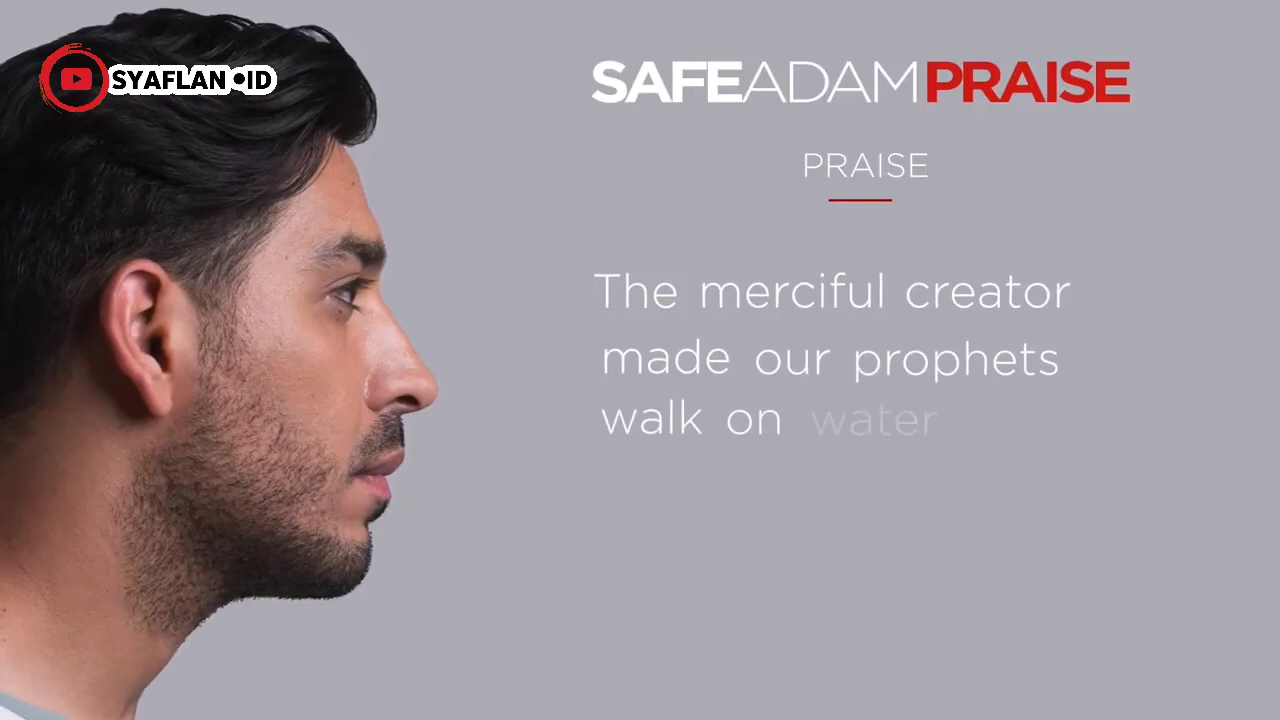 SYAFLAN•ID
SAFEADAMPRAISE
PRAISE
The merciful creator
made our prophets
walk on water